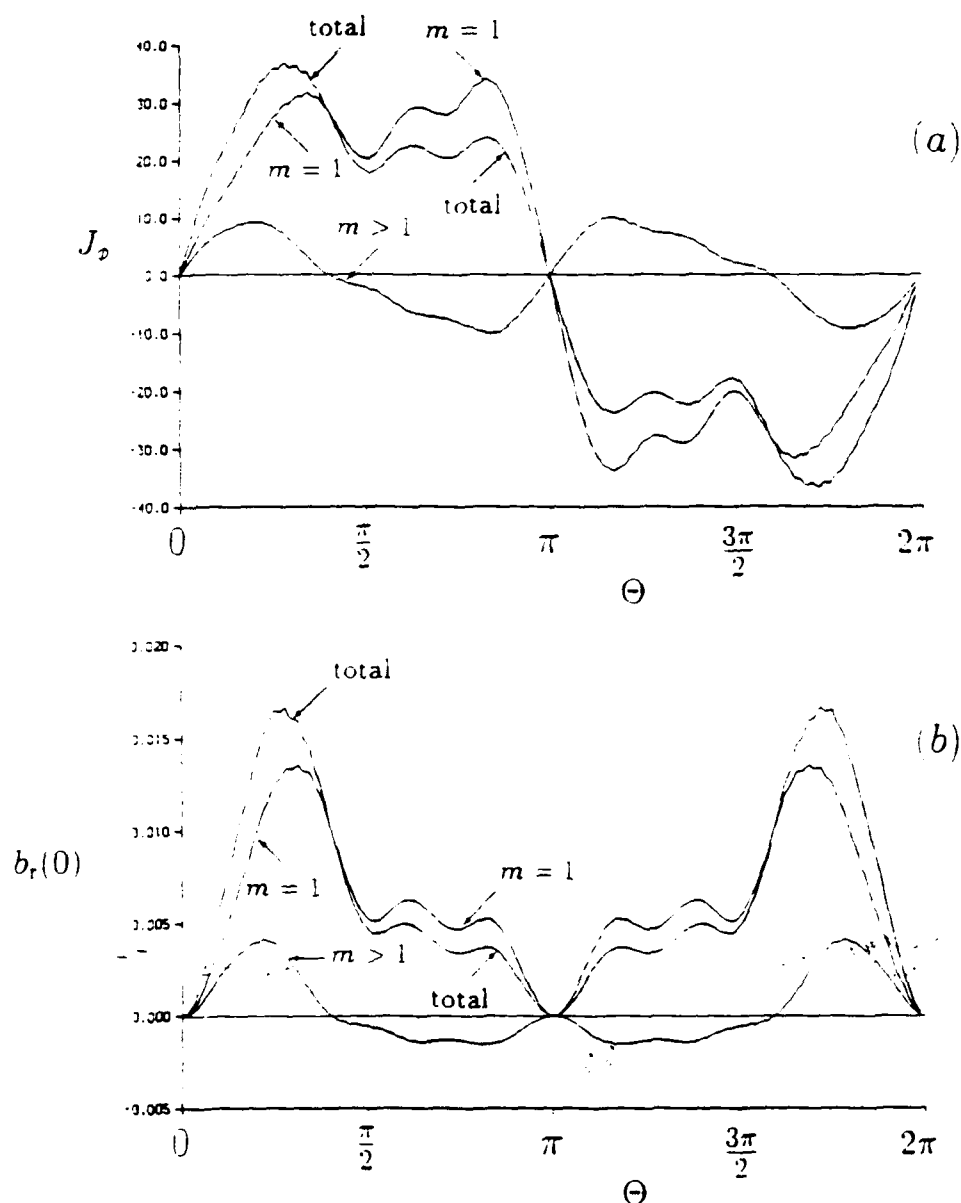 total
m = 1
40.0
30.0
m = 1
20.0
total
(a)
10.0
m > 1
J_φ
0.0
-10.0
-20.0
-30.0
-40.0
0
π/2
π
3π/2
2π
Θ
0.020
total
0.015
(b)
0.010
b_r(0)
m = 1
m = 1
0.005
m > 1
total
0.000
-0.005
0
π/2
π
3π/2
2π
Θ